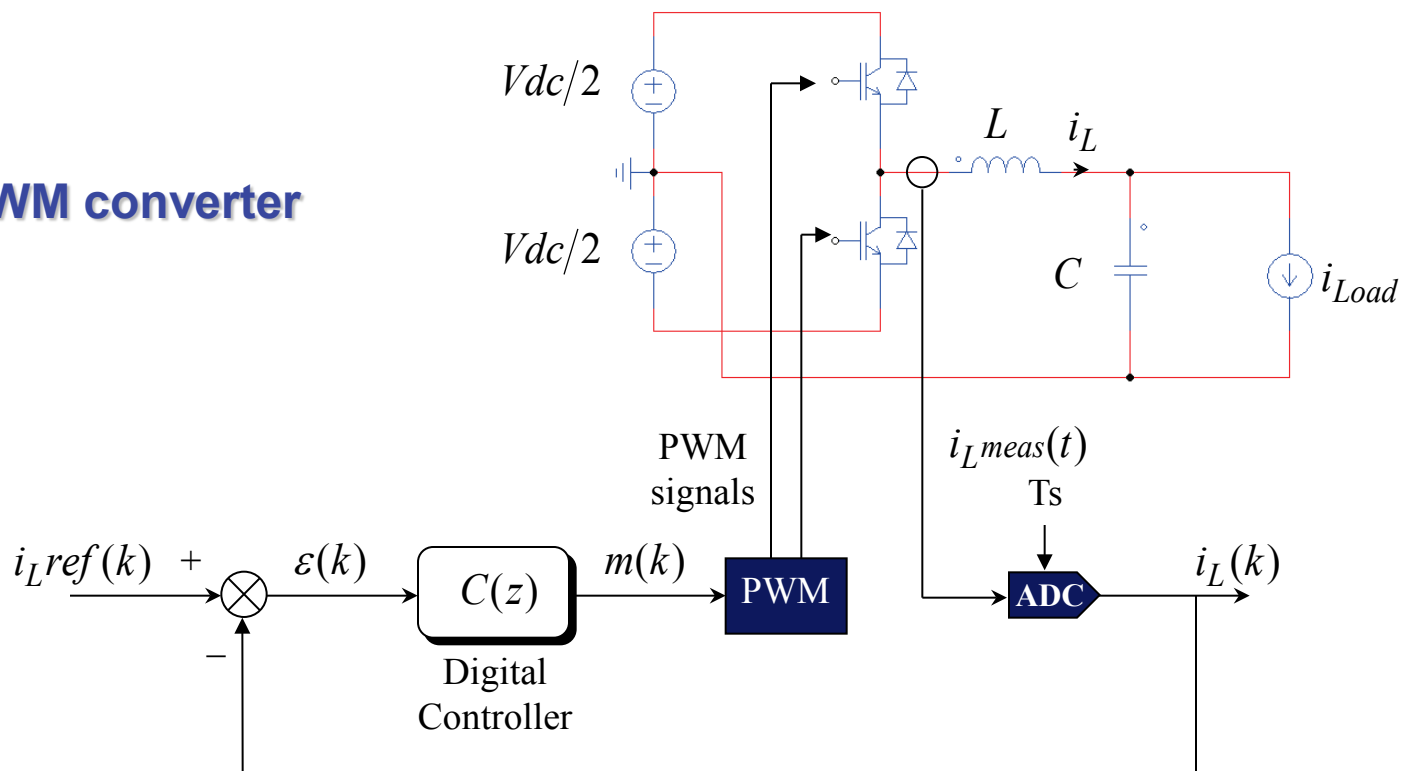 Vdc/2
L
i_L
WM converter
Vdc/2
C
i_Load
PWM
signals
i_L meas(t)
Ts
i_L ref(k) +
ε(k)
C(z)
m(k)
PWM
ADC
i_L(k)
−
Digital
Controller